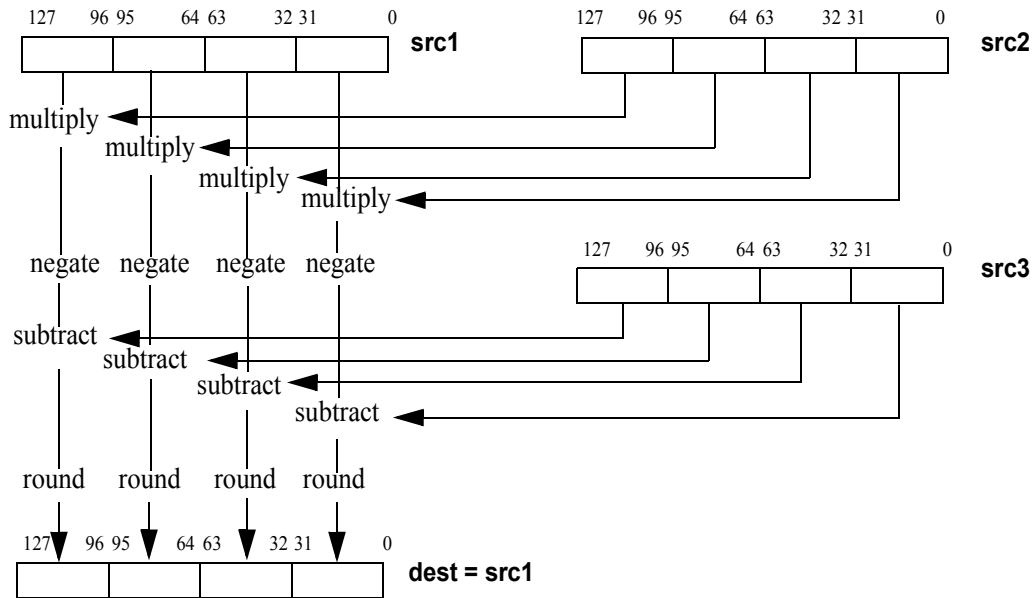 127 96 95 64 63 32 31 0 src1
127 96 95 64 63 32 31 0 src2
multiply
multiply
multiply
multiply
negate negate negate negate
127 96 95 64 63 32 31 0 src3
subtract
subtract
subtract
subtract
round round round round
127 96 95 64 63 32 31 0
dest = src1